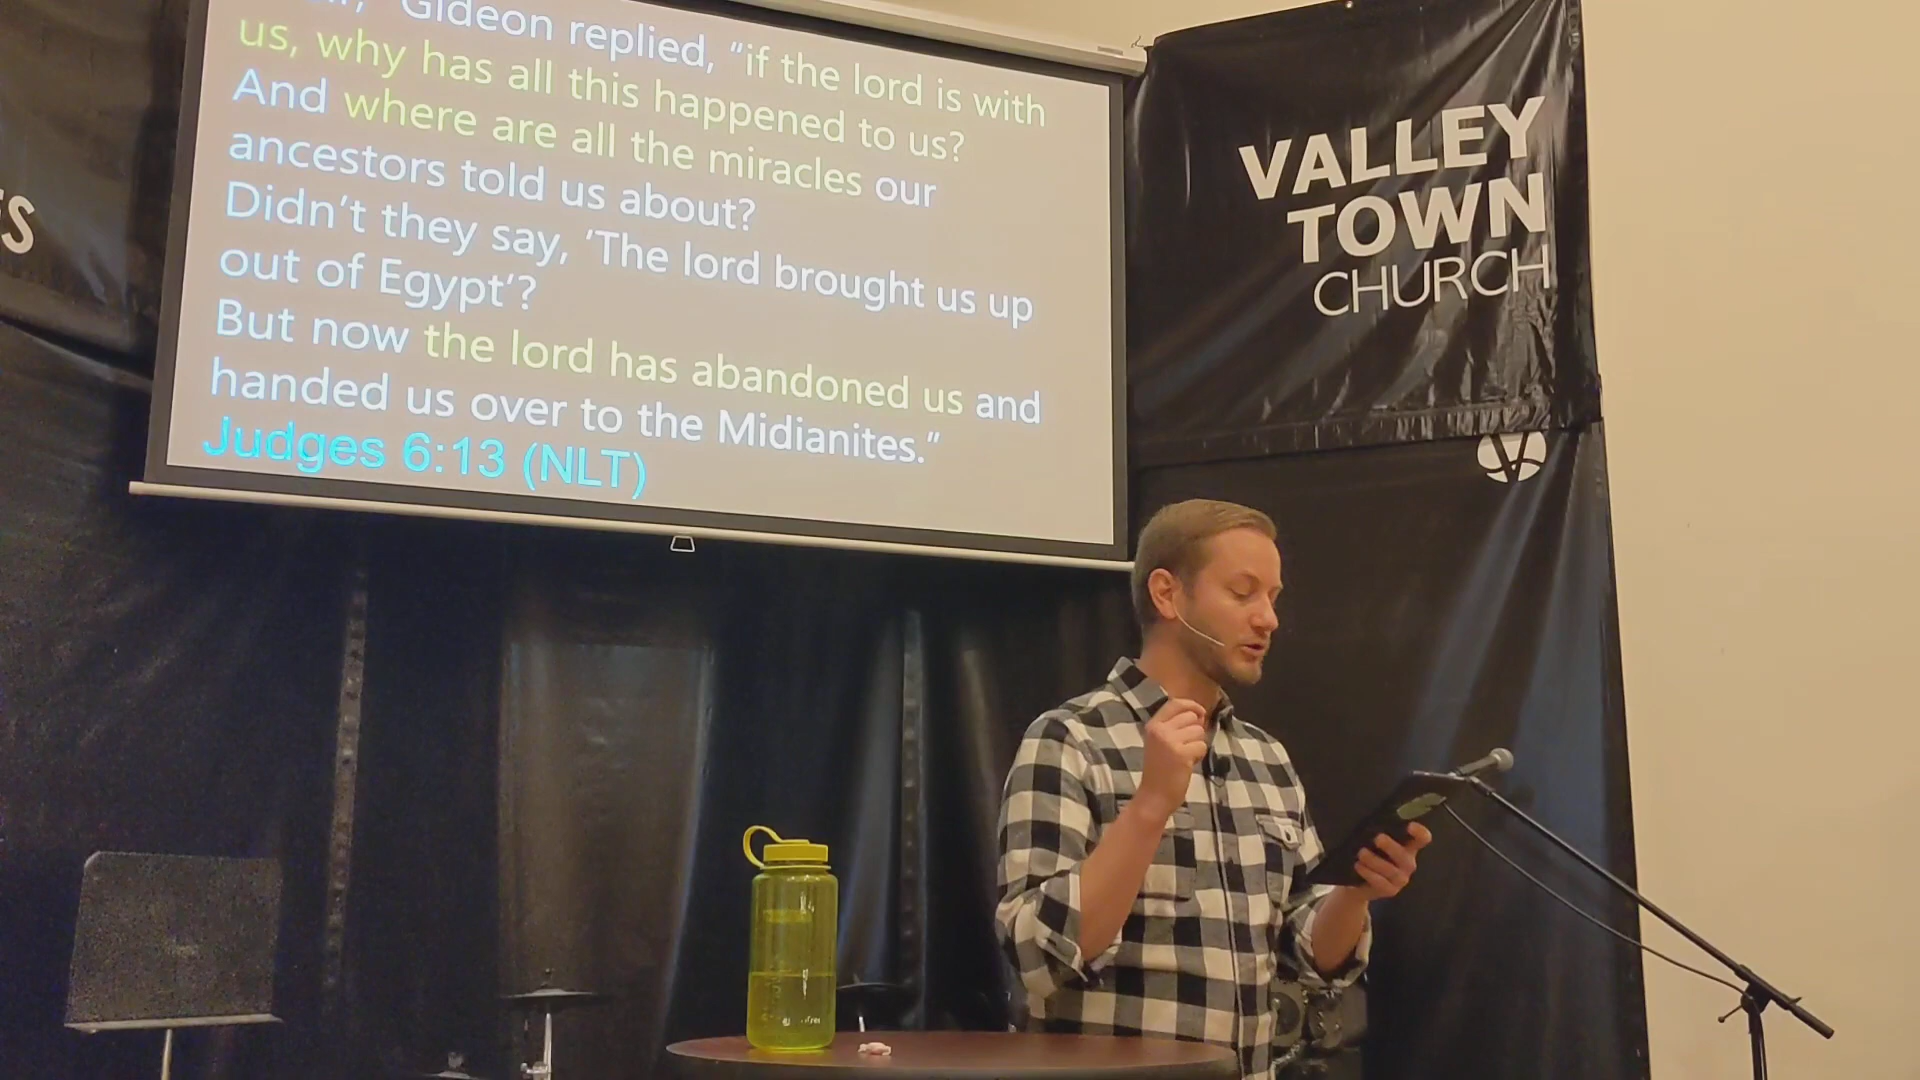 Gideon replied, “if the lord is with
us, why has all this happened to us?
And where are all the miracles our
ancestors told us about?
Didn’t they say, ‘The lord brought us up
out of Egypt’?
But now the lord has abandoned us and
handed us over to the Midianites.”
Judges 6:13 (NLT)
VALLEY
TOWN
CHURCH